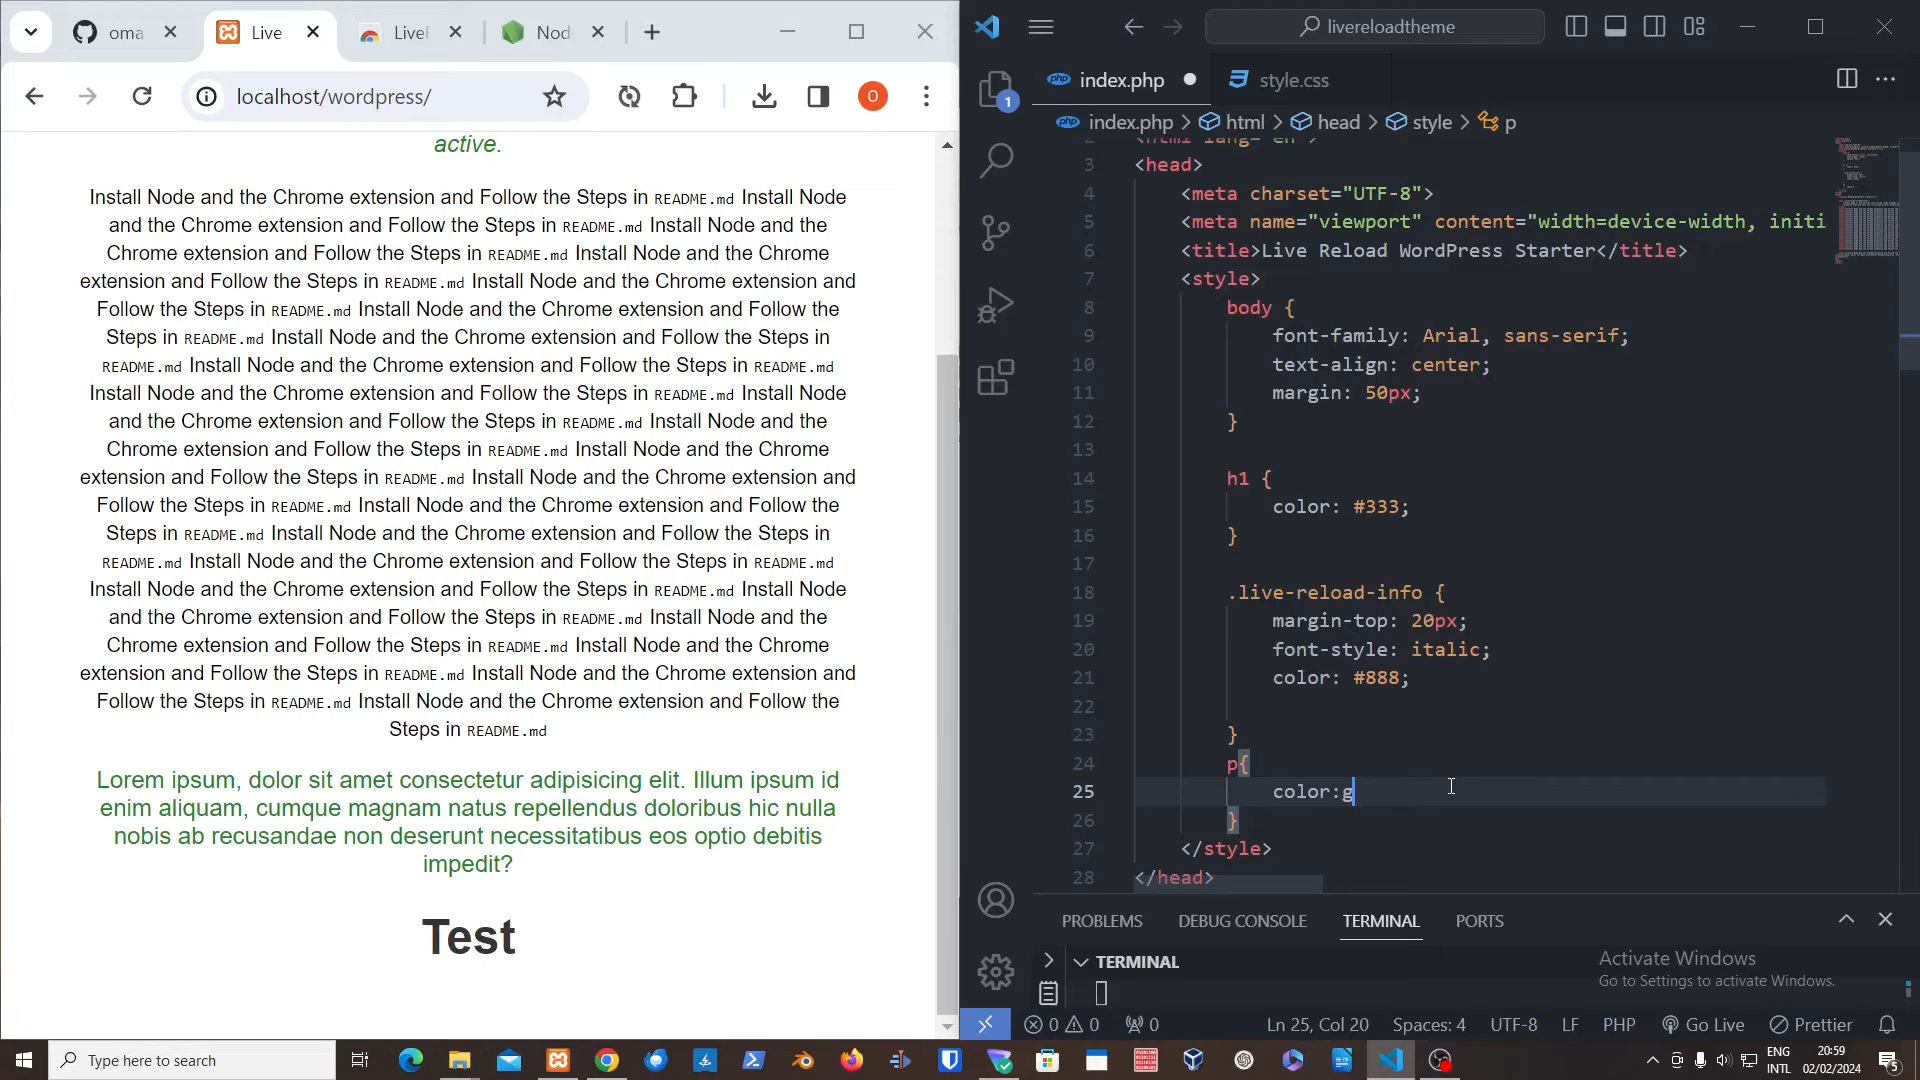 oma
Live
LiveR
Nod
localhost/wordpress/
O
active.
Install Node and the Chrome extension and Follow the Steps in README.md Install Node
and the Chrome extension and Follow the Steps in README.md Install Node and the
Chrome extension and Follow the Steps in README.md Install Node and the Chrome
extension and Follow the Steps in README.md Install Node and the Chrome extension and
Follow the Steps in README.md Install Node and the Chrome extension and Follow the
Steps in README.md Install Node and the Chrome extension and Follow the Steps in
README.md Install Node and the Chrome extension and Follow the Steps in README.md
Install Node and the Chrome extension and Follow the Steps in README.md Install Node
and the Chrome extension and Follow the Steps in README.md Install Node and the
Chrome extension and Follow the Steps in README.md Install Node and the Chrome
extension and Follow the Steps in README.md Install Node and the Chrome extension and
Follow the Steps in README.md Install Node and the Chrome extension and Follow the
Steps in README.md Install Node and the Chrome extension and Follow the Steps in
README.md Install Node and the Chrome extension and Follow the Steps in README.md
Install Node and the Chrome extension and Follow the Steps in README.md Install Node
and the Chrome extension and Follow the Steps in README.md Install Node and the
Chrome extension and Follow the Steps in README.md Install Node and the Chrome
extension and Follow the Steps in README.md Install Node and the Chrome extension and
Follow the Steps in README.md Install Node and the Chrome extension and Follow the
Steps in README.md
Lorem ipsum, dolor sit amet consectetur adipisicing elit. Illum ipsum id
enim aliquam, cumque magnam natus repellendus doloribus hic nulla
nobis ab recusandae non deserunt necessitatibus eos optio debitis
impedit?
Test
livereloadtheme
1
php index.php
style.css
php index.php > html > head > style > p
2 <html lang="en">
3 <head>
4 <meta charset="UTF-8">
5 <meta name="viewport" content="width=device-width, initi
6 <title>Live Reload WordPress Starter</title>
7 <style>
8 body {
9 font-family: Arial, sans-serif;
10 text-align: center;
11 margin: 50px;
12 }
13
14 h1 {
15 color: #333;
16 }
17
18 .live-reload-info {
19 margin-top: 20px;
20 font-style: italic;
21 color: #888;
22
23 }
24 p{
25 color:g
26 }
27 </style>
28 </head>
PROBLEMS DEBUG CONSOLE TERMINAL PORTS
TERMINAL
Activate Windows
Go to Settings to activate Windows.
0 0 0
Ln 25, Col 20 Spaces: 4 UTF-8 LF PHP Go Live Prettier
Type here to search
ENG
INTL
20:59
02/02/2024
5